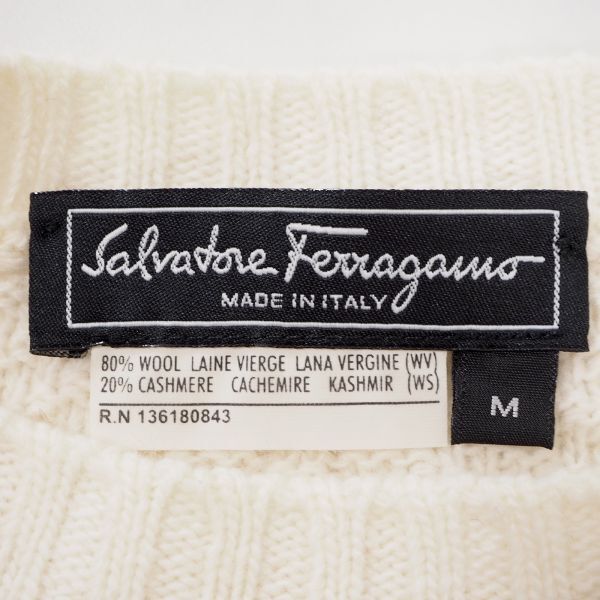 Salvatore Ferragamo
MADE IN ITALY
80% WOOL LAINE VIERGE LANA VERGINE (WV)
20% CASHMERE CACHEMIRE KASHMIR (WS)
R.N 136180843
M